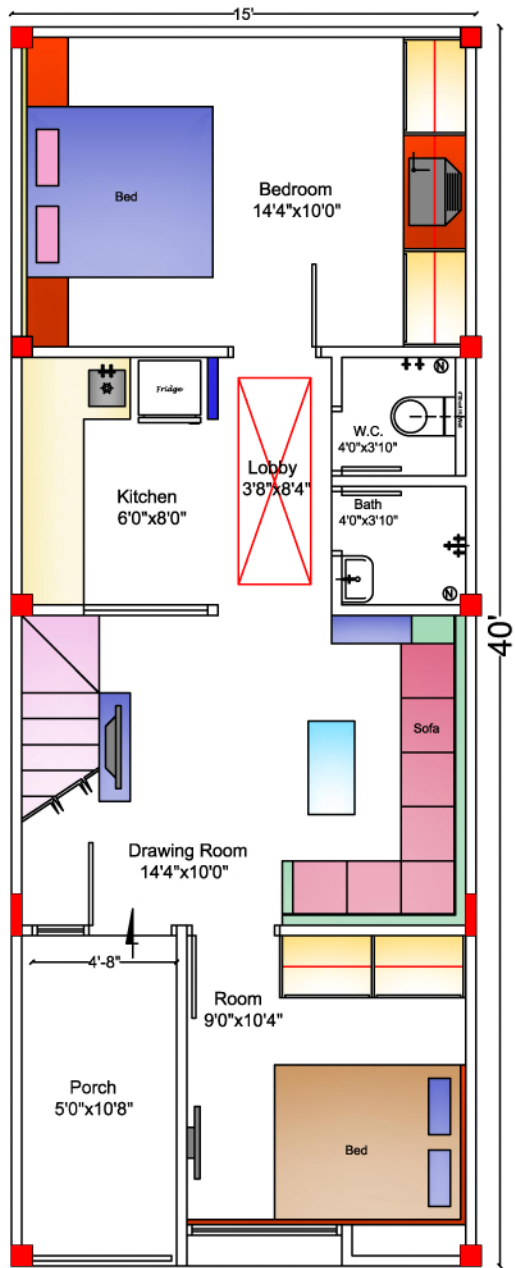 15'
Bed
Bedroom
14'4"x10'0"
Fridge
W.C.
4'0"x3'10"
Lobby
3'8"x8'4"
Kitchen
6'0"x8'0"
Bath
4'0"x3'10"
40'
Sofa
Drawing Room
14'4"x10'0"
4'-8"
Room
9'0"x10'4"
Porch
5'0"x10'8"
Bed